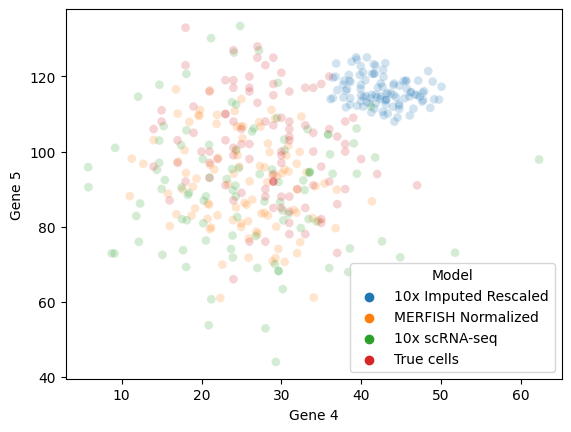 120
100
80
60
40
Gene 5
10
20
30
40
50
60
Gene 4
Model
10x Imputed Rescaled
MERFISH Normalized
10x scRNA-seq
True cells